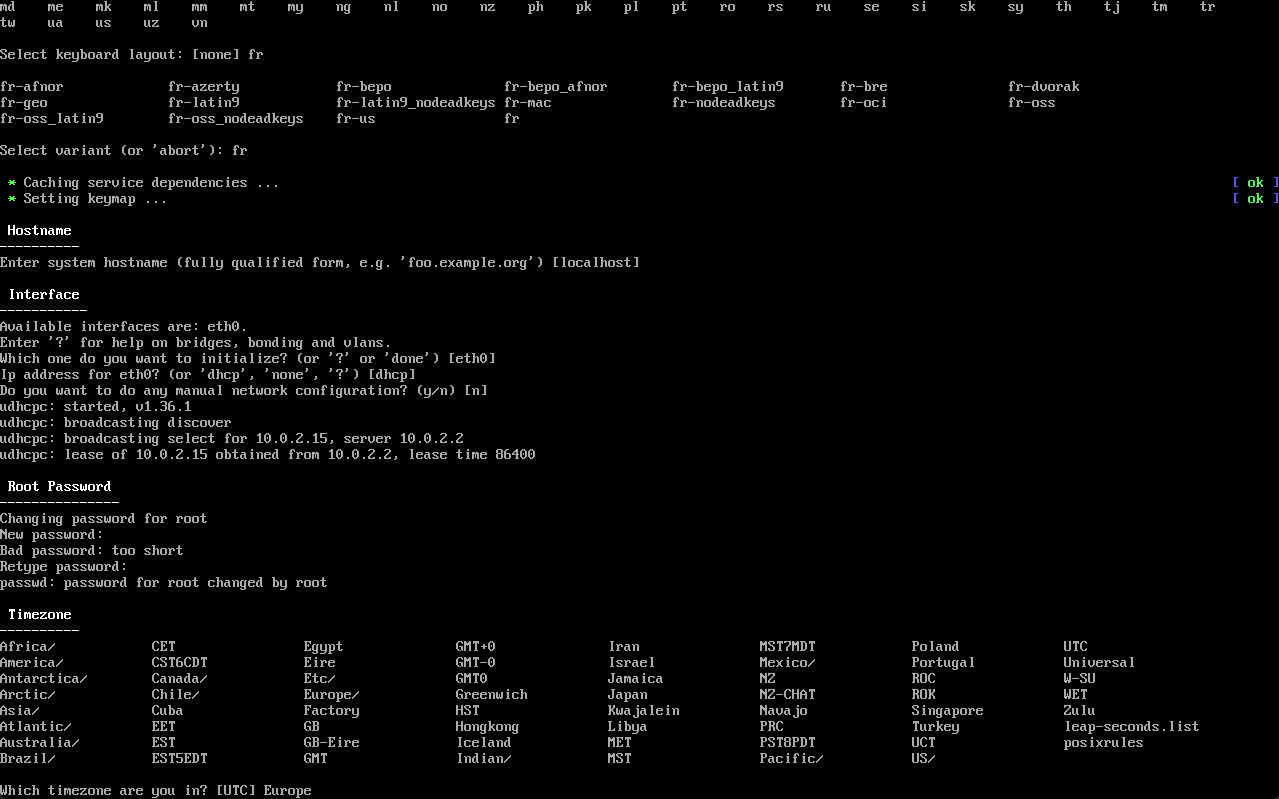 md me mk ml mm mt my ng nl no nz ph pk pl pt ro rs ru se si sk sy th tj tm tr
tw ua us uz vn
Select keyboard layout: [none] fr
fr-afnor fr-azerty fr-bepo fr-bepo_afnor fr-bepo_latin9 fr-bre fr-dvorak
fr-geo fr-latin9 fr-latin9_nodeadkeys fr-mac fr-nodeadkeys fr-oci fr-oss
fr-oss_latin9 fr-oss_nodeadkeys fr-us fr
Select variant (or 'abort'): fr
* Caching service dependencies ... [ ok ]
* Setting keymap ... [ ok ]
Hostname
----------
Enter system hostname (fully qualified form, e.g. 'foo.example.org') [localhost]
Interface
-----------
Available interfaces are: eth0.
Enter '?' for help on bridges, bonding and vlans.
Which one do you want to initialize? (or '?' or 'done') [eth0]
Ip address for eth0? (or 'dhcp', 'none', '?') [dhcp]
Do you want to do any manual network configuration? (y/n) [n]
udhcpc: started, v1.36.1
udhcpc: broadcasting discover
udhcpc: broadcasting select for 10.0.2.15, server 10.0.2.2
udhcpc: lease of 10.0.2.15 obtained from 10.0.2.2, lease time 86400
Root Password
---------------
Changing password for root
New password:
Bad password: too short
Retype password:
passwd: password for root changed by root
Timezone
----------
Africa/ CET Egypt GMT+0 Iran MST7MDT Poland UTC
America/ CST6CDT Eire GMT-0 Israel Mexico/ Portugal Universal
Antarctica/ Canada/ Etc/ GMT0 Jamaica NZ ROC W-SU
Arctic/ Chile/ Europe/ Greenwich Japan NZ-CHAT ROK WET
Asia/ Cuba Factory HST Kwajalein Navajo Singapore Zulu
Atlantic/ EET GB Hongkong Libya PRC Turkey leap-seconds.list
Australia/ EST GB-Eire Iceland MET PST8PDT UCT posixrules
Brazil/ EST5EDT GMT Indian/ MST Pacific/ US/
Which timezone are you in? [UTC] Europe